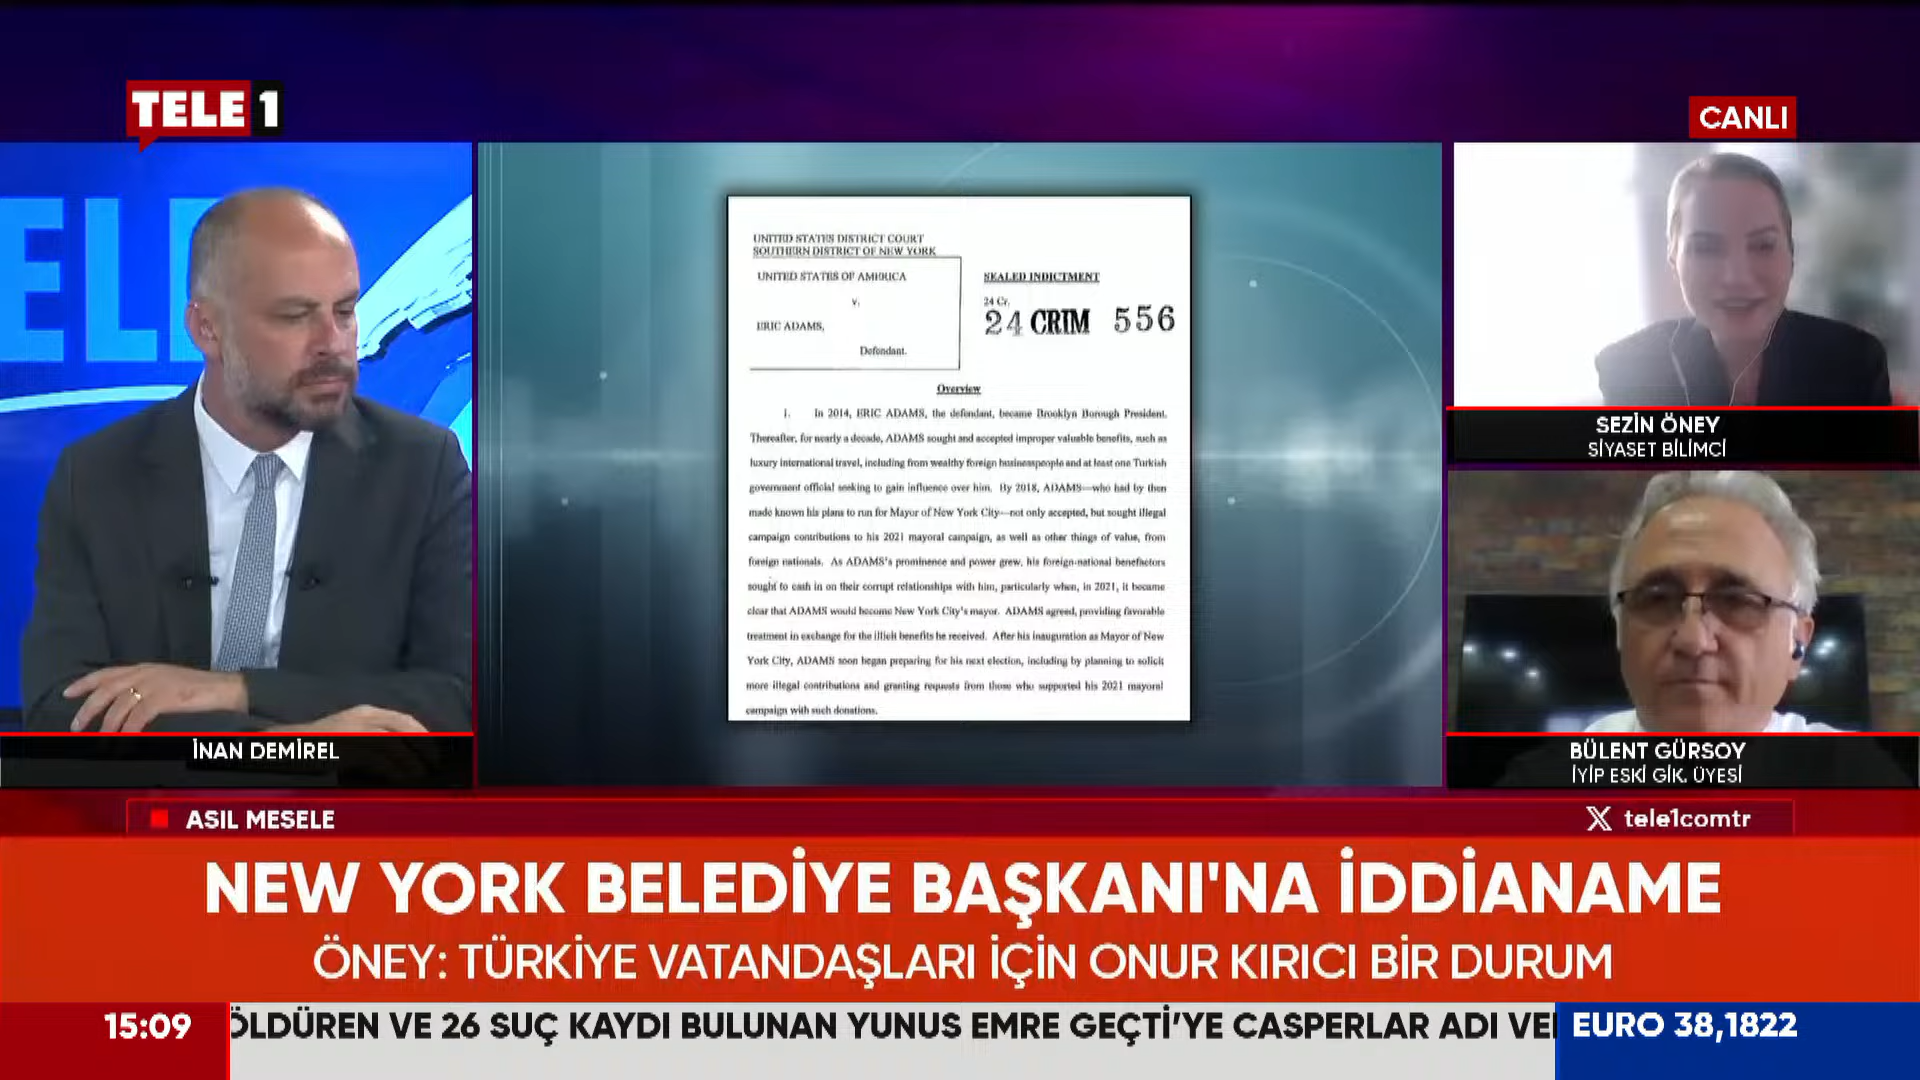 TELE 1
CANLI
UNITED STATES DISTRICT COURT
SOUTHERN DISTRICT OF NEW YORK
UNITED STATES OF AMERICA
v.
ERIC ADAMS,
Defendant.
SEALED INDICTMENT
24 Cr.
24 CRIM 556
Overview
1. In 2014, ERIC ADAMS, the defendant, became Brooklyn Borough President.
Thereafter, for nearly a decade, ADAMS sought and accepted improper valuable benefits, such as
luxury international travel, including from wealthy foreign businesspeople and at least one Turkish
government official seeking to gain influence over him. By 2018, ADAMS—who had by then
made known his plans to run for Mayor of New York City—not only accepted, but sought illegal
campaign contributions to his 2021 mayoral campaign, as well as other things of value, from
foreign nationals. As ADAMS's prominence and power grew, his foreign-national benefactors
sought to cash in on their corrupt relationships with him, particularly when, in 2021, it became
clear that ADAMS would become New York City's mayor. ADAMS agreed, providing favorable
treatment in exchange for the illicit benefits he received. After his inauguration as Mayor of New
York City, ADAMS soon began preparing for his next election, including by planning to solicit
more illegal contributions and granting requests from those who supported his 2021 mayoral
campaign with such donations.
SEZİN ÖNEY
SİYASET BİLİMCİ
İNAN DEMİREL
BÜLENT GÜRSOY
İYİP ESKİ GİK. ÜYESİ
ASIL MESELE
X tele1comtr
NEW YORK BELEDİYE BAŞKANI'NA İDDİANAME
ÖNEY: TÜRKİYE VATANDAŞLARI İÇİN ONUR KIRICI BİR DURUM
15:09
ÖLDÜREN VE 26 SUÇ KAYDI BULUNAN YUNUS EMRE GEÇTİ'YE CASPERLAR ADI VE
EURO 38,1822